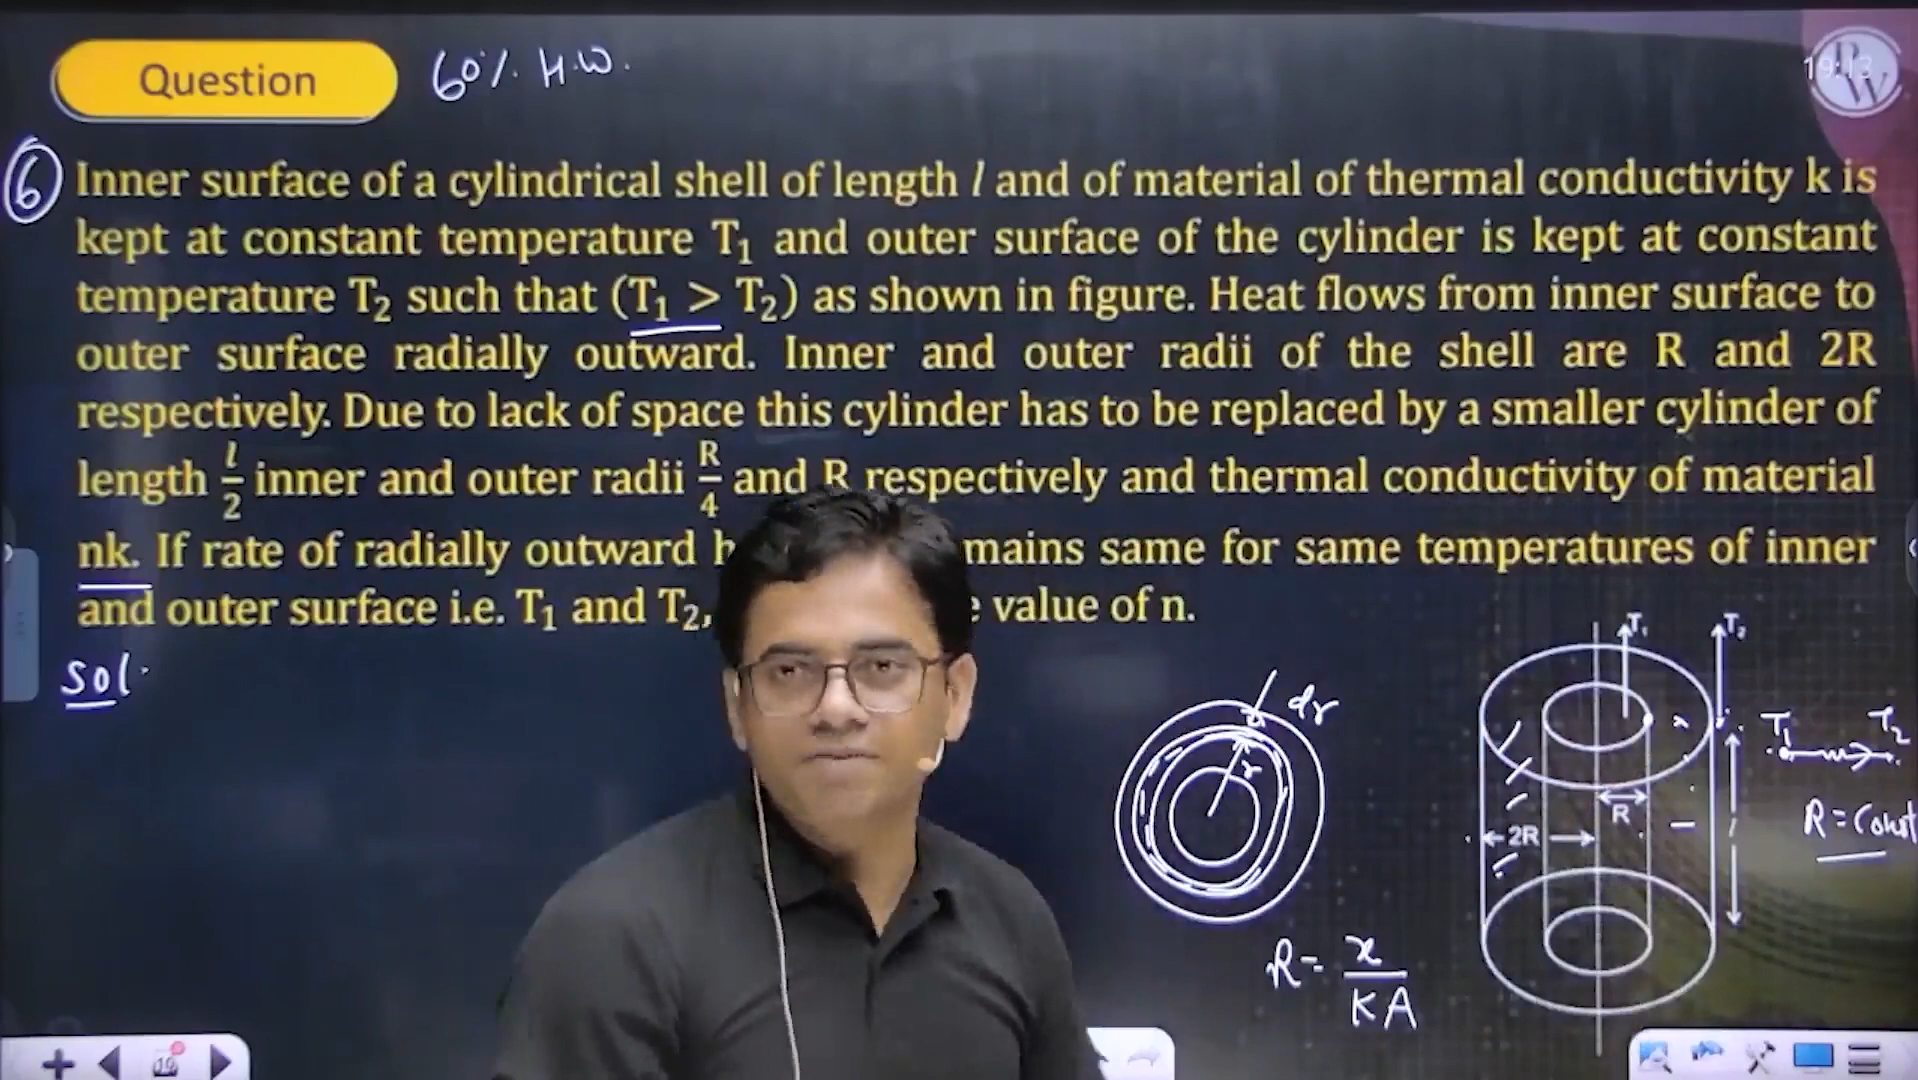 Question
60% H.W.
19:13
PW
6 Inner surface of a cylindrical shell of length l and of material of thermal conductivity k is
kept at constant temperature T₁ and outer surface of the cylinder is kept at constant
temperature T₂ such that (T₁ > T₂) as shown in figure. Heat flows from inner surface to
outer surface radially outward. Inner and outer radii of the shell are R and 2R
respectively. Due to lack of space this cylinder has to be replaced by a smaller cylinder of
length l/2 inner and outer radii R/4 and R respectively and thermal conductivity of material
nk. If rate of radially outward mains same for same temperatures of inner
and outer surface i.e. T₁ and T₂, value of n.
Sol.
T₁ T₂
dr
r
T₁ T₂
R
2R
l
R = Const
R = x/KA
10